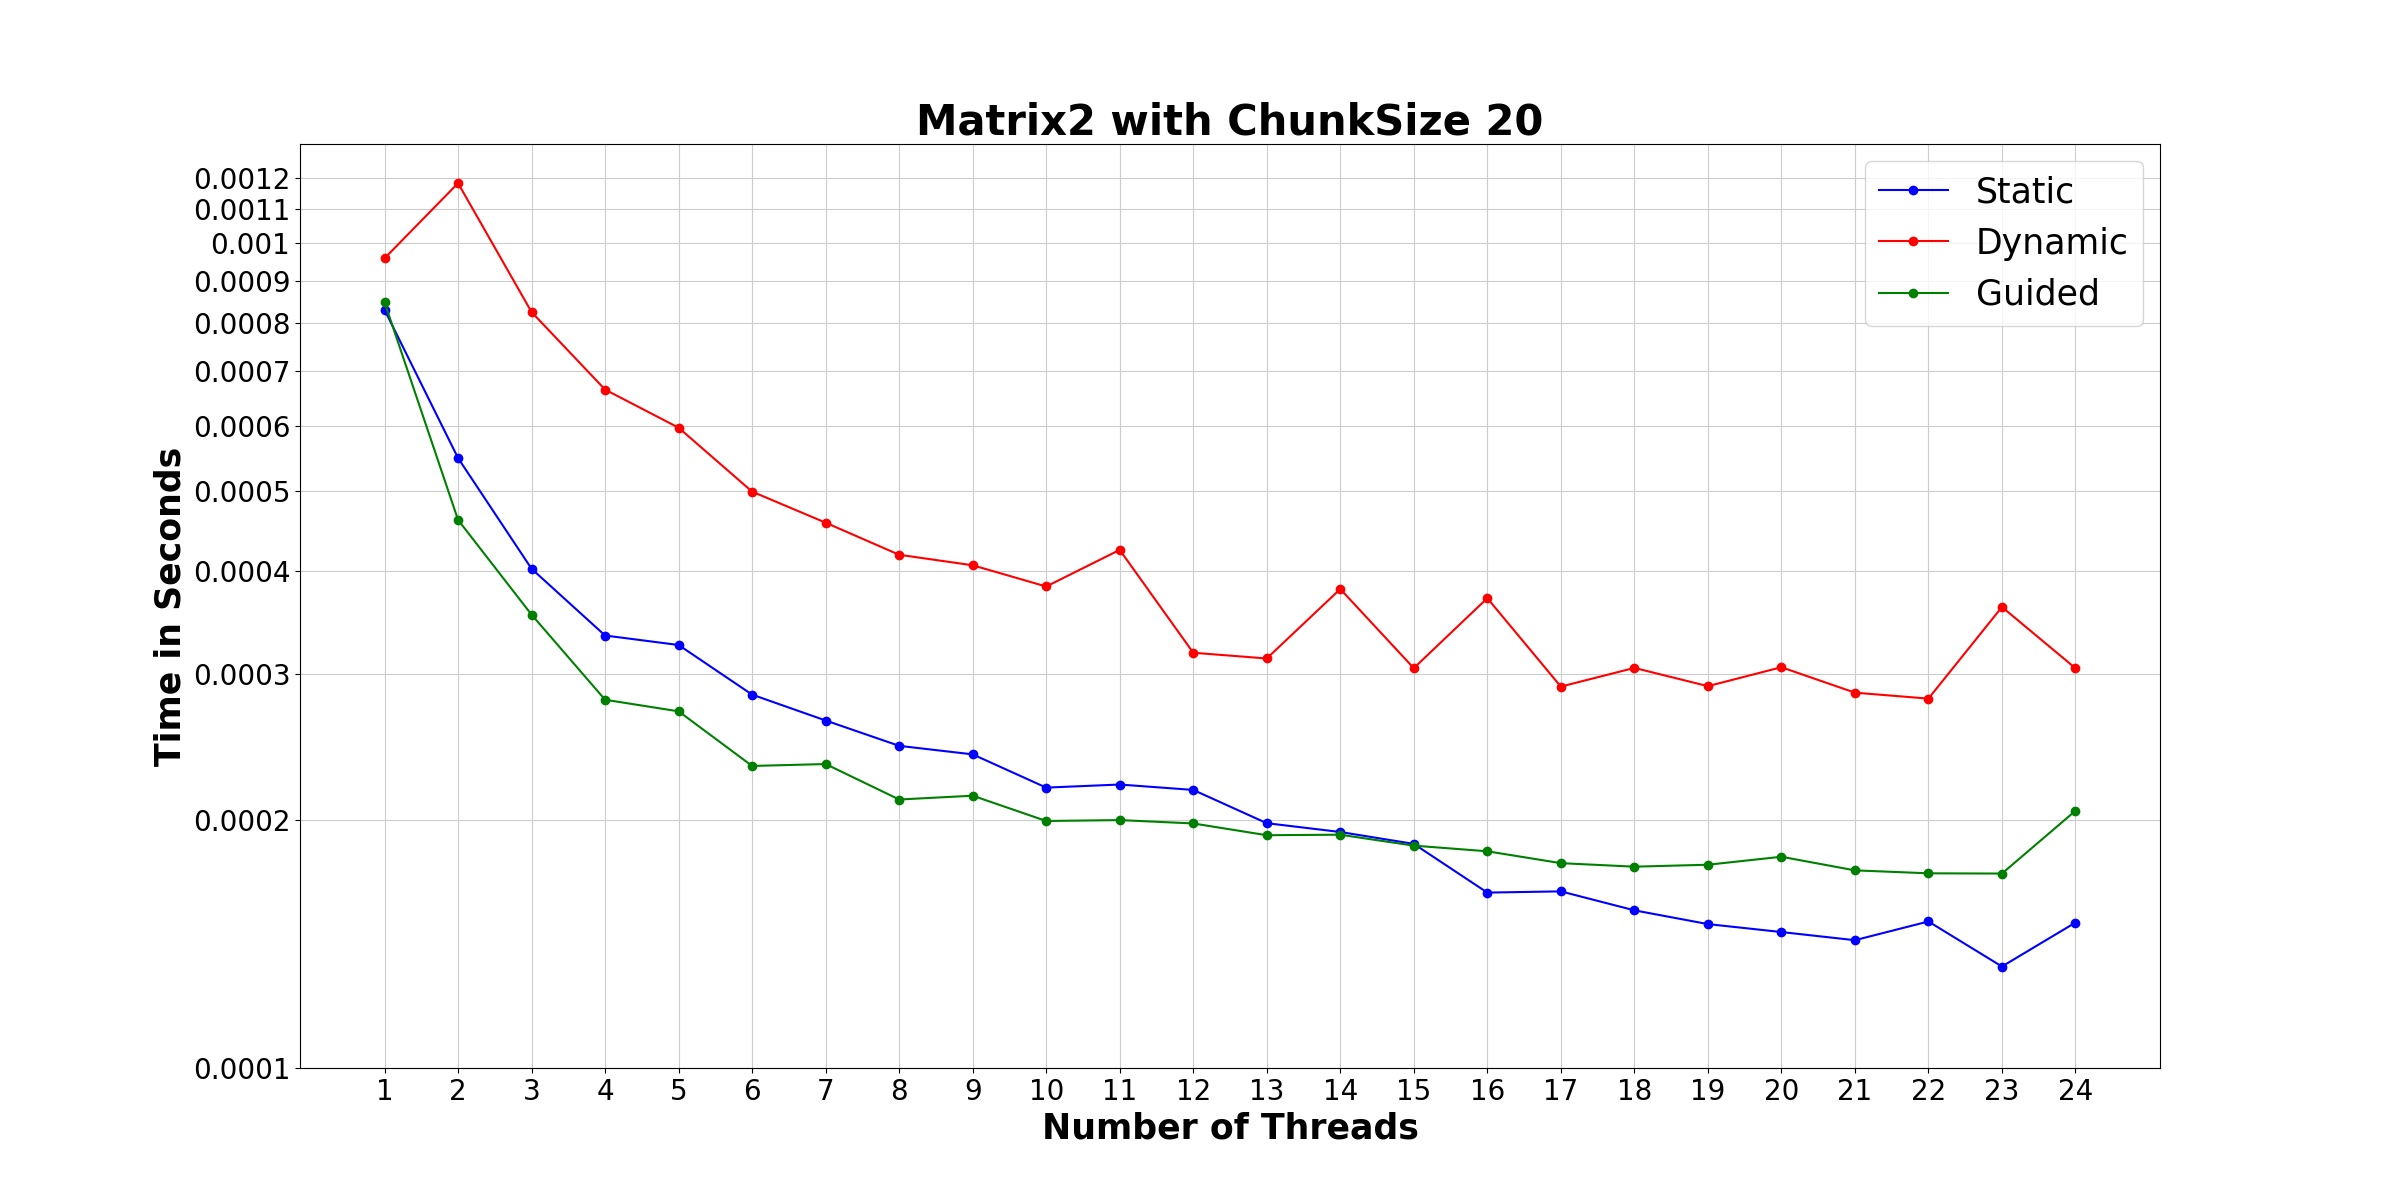 Matrix2 with ChunkSize 20
Static
Dynamic
Guided
Time in Seconds
0.0012
0.0011
0.001
0.0009
0.0008
0.0007
0.0006
0.0005
0.0004
0.0003
0.0002
0.0001
1 2 3 4 5 6 7 8 9 10 11 12 13 14 15 16 17 18 19 20 21 22 23 24
Number of Threads